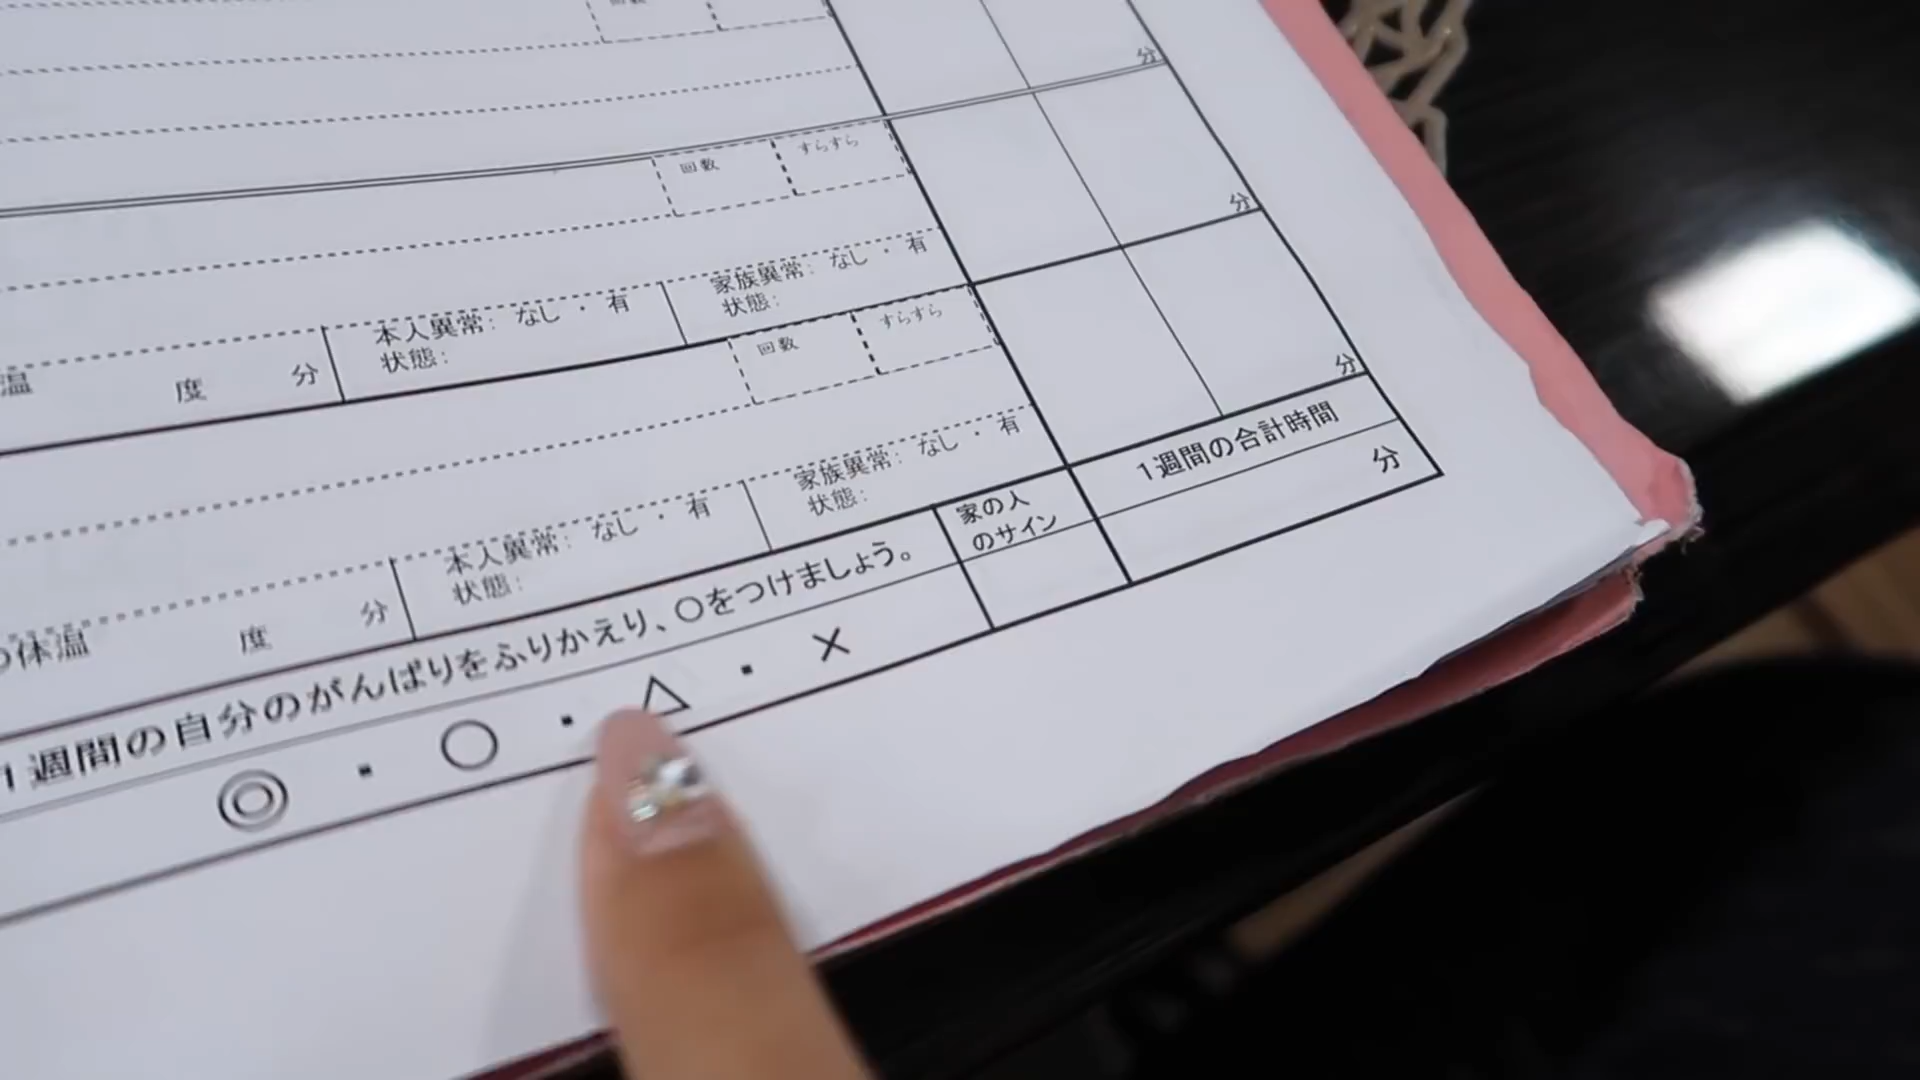 回数
分
回数 すらすら
分
本人異常: なし ・ 有 家族異常: なし ・ 有
温 度 分 状態: 状態:
回数 すらすら
分
本人異常: なし ・ 有 家族異常: なし ・ 有
の体温 度 分 状態: 状態:
1週間の自分のがんばりをふりかえり、○をつけましょう。
◎ ・ ○ ・ △ ・ ×
家の人
のサイン
1週間の合計時間
分